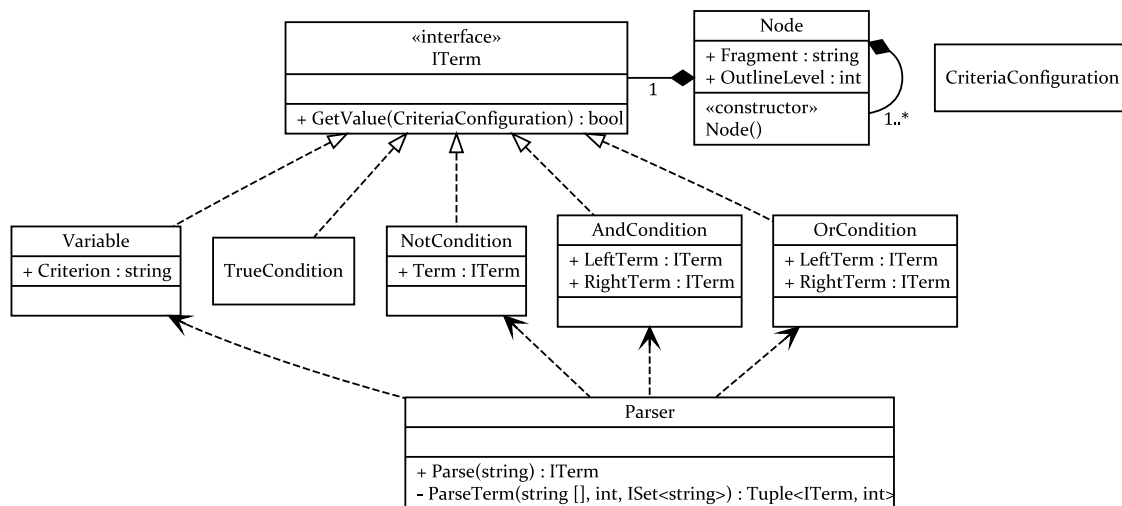 «interface»
ITerm
+ GetValue(CriteriaConfiguration) : bool
1
Node
+ Fragment : string
+ OutlineLevel : int
«constructor»
Node()
1..*
CriteriaConfiguration
Variable
+ Criterion : string
TrueCondition
NotCondition
+ Term : ITerm
AndCondition
+ LeftTerm : ITerm
+ RightTerm : ITerm
OrCondition
+ LeftTerm : ITerm
+ RightTerm : ITerm
Parser
+ Parse(string) : ITerm
- ParseTerm(string [], int, ISet<string>) : Tuple<ITerm, int>